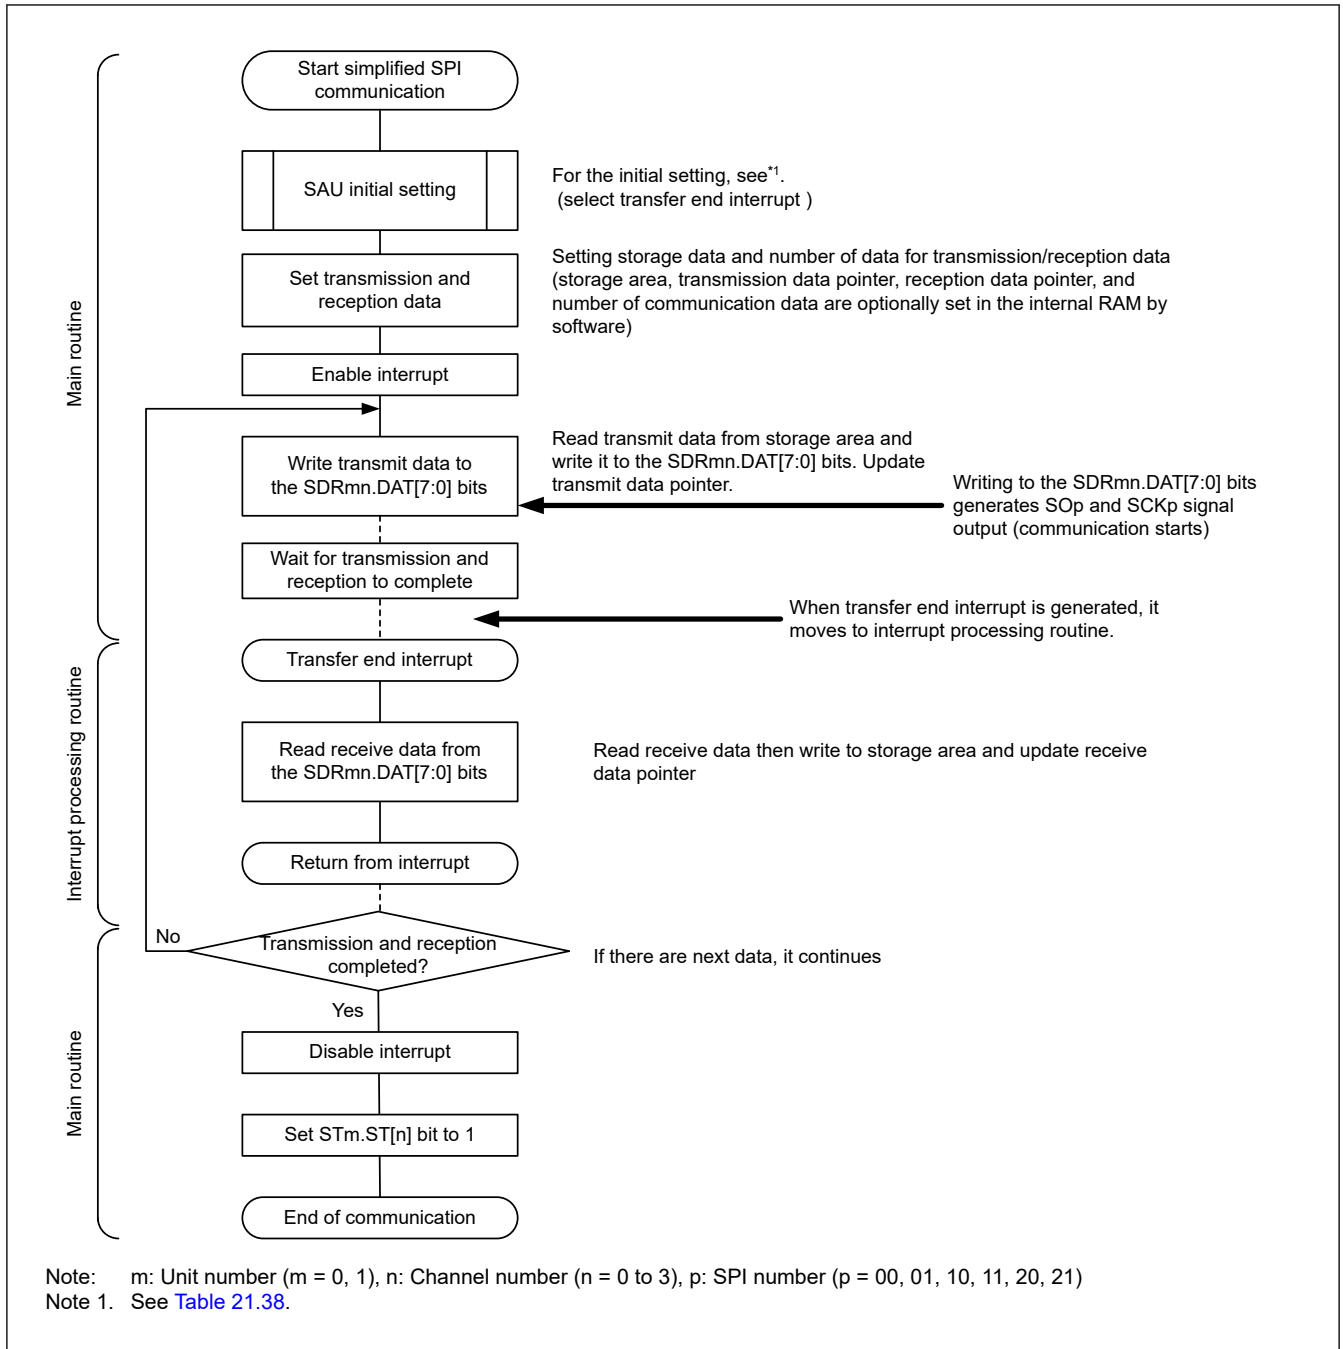 Start simplified SPI
communication
SAU initial setting
For the initial setting, see*1.
(select transfer end interrupt )
Set transmission and
reception data
Setting storage data and number of data for transmission/reception data
(storage area, transmission data pointer, reception data pointer, and
number of communication data are optionally set in the internal RAM by
software)
Main routine
Enable interrupt
Write transmit data to
the SDRmn.DAT[7:0] bits
Read transmit data from storage area and
write it to the SDRmn.DAT[7:0] bits. Update
transmit data pointer.
Writing to the SDRmn.DAT[7:0] bits
generates SOp and SCKp signal
output (communication starts)
Wait for transmission and
reception to complete
When transfer end interrupt is generated, it
moves to interrupt processing routine.
Transfer end interrupt
Interrupt processing routine
Read receive data from
the SDRmn.DAT[7:0] bits
Read receive data then write to storage area and update receive
data pointer
Return from interrupt
No
Transmission and reception
completed?
If there are next data, it continues
Yes
Main routine
Disable interrupt
Set STm.ST[n] bit to 1
End of communication
Note: m: Unit number (m = 0, 1), n: Channel number (n = 0 to 3), p: SPI number (p = 00, 01, 10, 11, 20, 21)
Note 1. See Table 21.38.